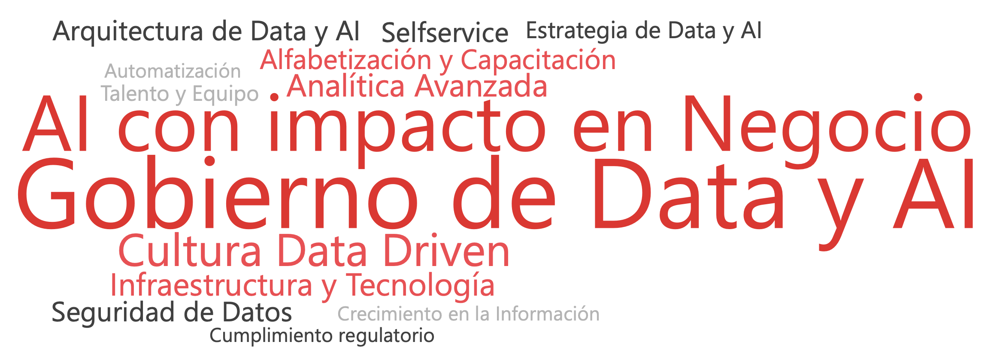 Arquitectura de Data y AI
Selfservice
Estrategia de Data y AI
Alfabetización y Capacitación
Automatización
Analítica Avanzada
Talento y Equipo
AI con impacto en Negocio
Gobierno de Data y AI
Cultura Data Driven
Infraestructura y Tecnología
Seguridad de Datos
Crecimiento en la Información
Cumplimiento regulatorio